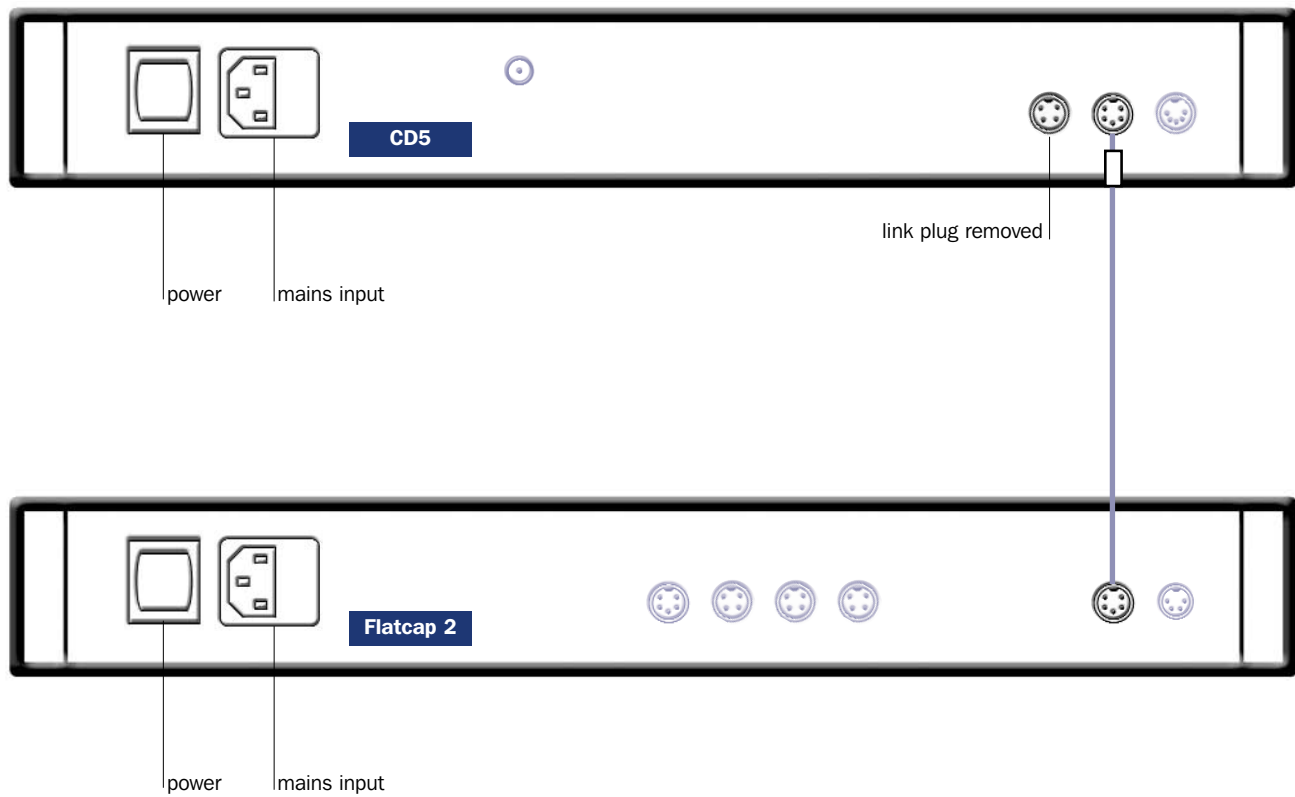 CD5
link plug removed
power
mains input
Flatcap 2
power
mains input